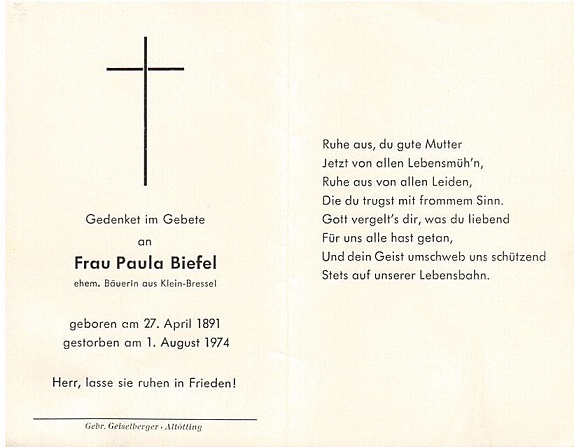 Gedenket im Gebete
an
Frau Paula Biefel
ehem. Bäuerin aus Klein-Bressel
geboren am 27. April 1891
gestorben am 1. August 1974
Herr, lasse sie ruhen in Frieden!
Gebr. Geiselberger · Altötting
Ruhe aus, du gute Mutter
Jetzt von allen Lebensmüh'n,
Ruhe aus von allen Leiden,
Die du trugst mit frommem Sinn.
Gott vergelt's dir, was du liebend
Für uns alle hast getan,
Und dein Geist umschweb uns schützend
Stets auf unserer Lebensbahn.